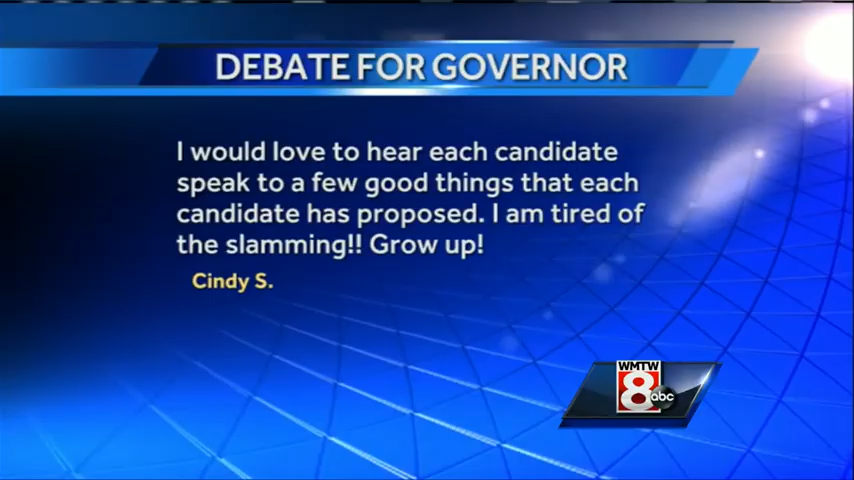 DEBATE FOR GOVERNOR
I would love to hear each candidate
speak to a few good things that each
candidate has proposed. I am tired of
the slamming!! Grow up!
Cindy S.
WMTW
8
abc